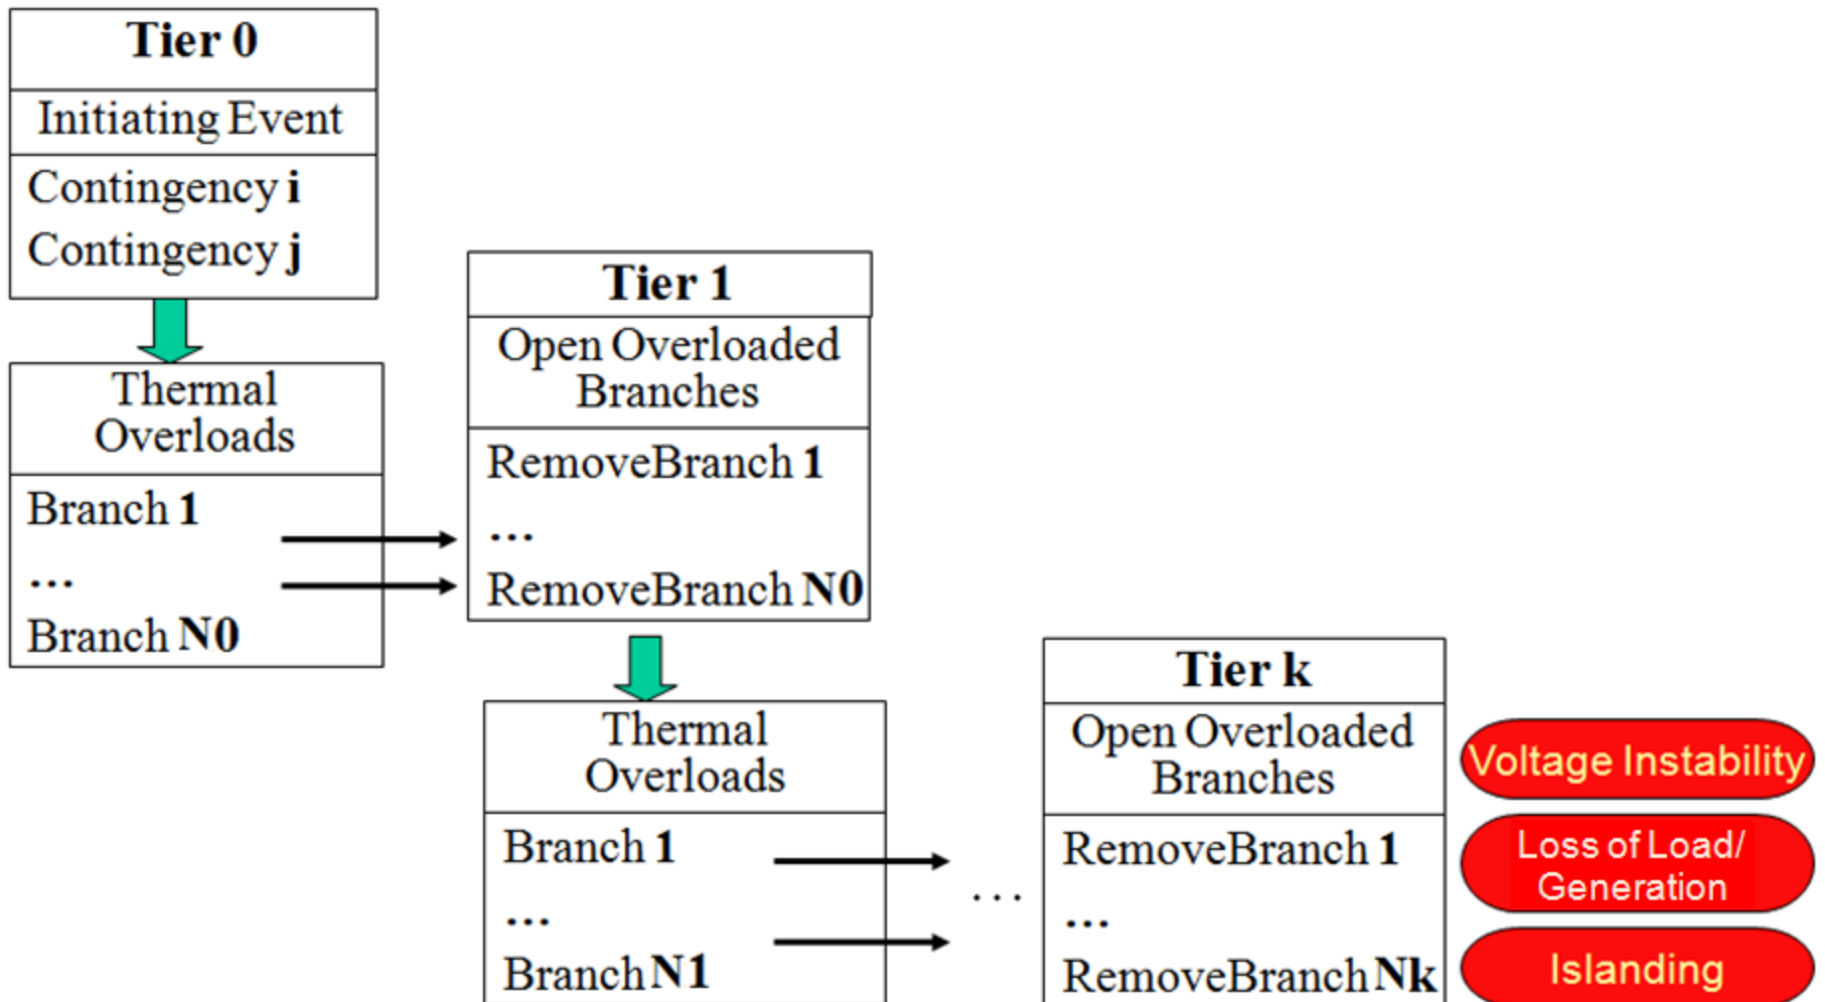 Tier 0
Initiating Event
Contingency i
Contingency j
Thermal
Overloads
Branch 1
...
Branch N0
Tier 1
Open Overloaded
Branches
RemoveBranch 1
...
RemoveBranch N0
Thermal
Overloads
Branch 1
...
Branch N1
...
Tier k
Open Overloaded
Branches
RemoveBranch 1
...
RemoveBranch Nk
Voltage Instability
Loss of Load/
Generation
Islanding